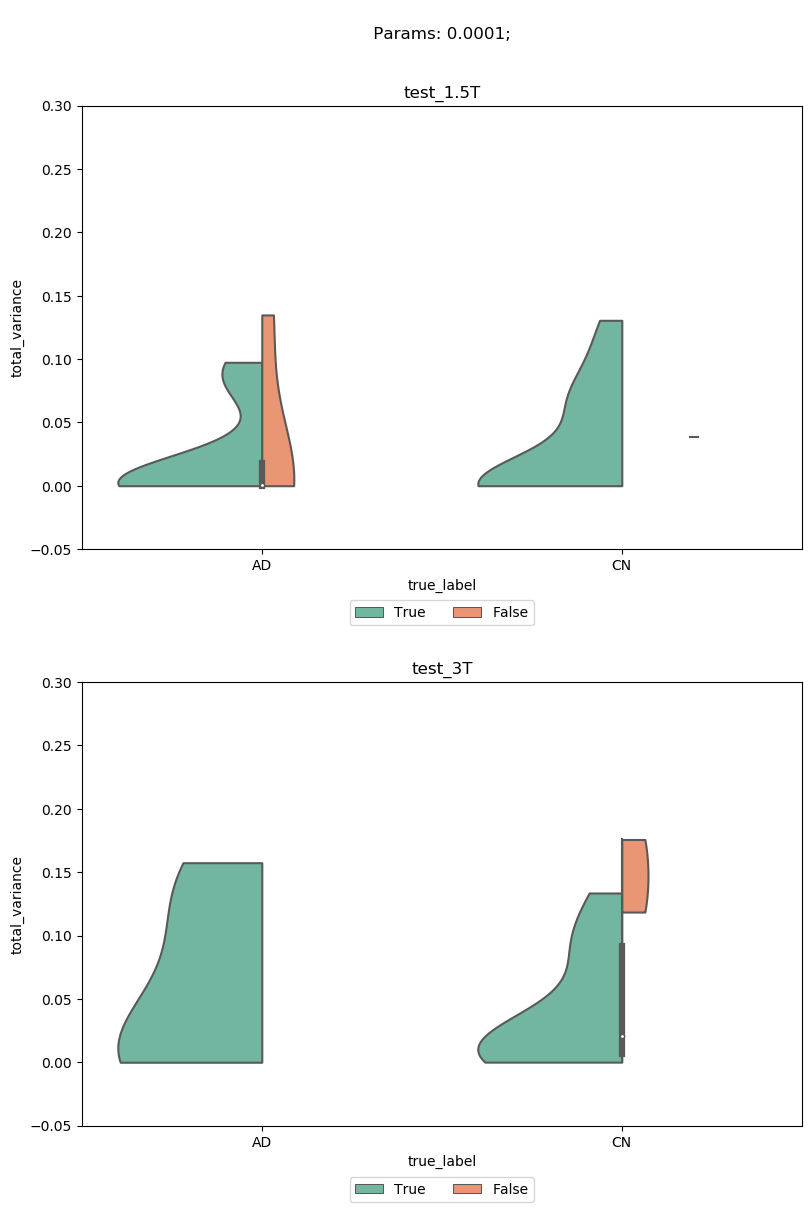 Params: 0.0001;
test_1.5T
0.30
0.25
0.20
0.15
0.10
0.05
0.00
−0.05
total_variance
AD CN
true_label
True False
test_3T
0.30
0.25
0.20
0.15
0.10
0.05
0.00
−0.05
total_variance
AD CN
true_label
True False